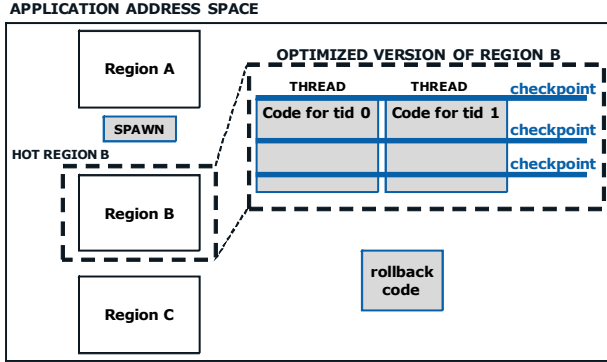 APPLICATION ADDRESS SPACE
Region A
OPTIMIZED VERSION OF REGION B
THREAD THREAD
checkpoint
Code for tid 0 Code for tid 1
SPAWN
checkpoint
HOT REGION B
checkpoint
Region B
rollback
code
Region C